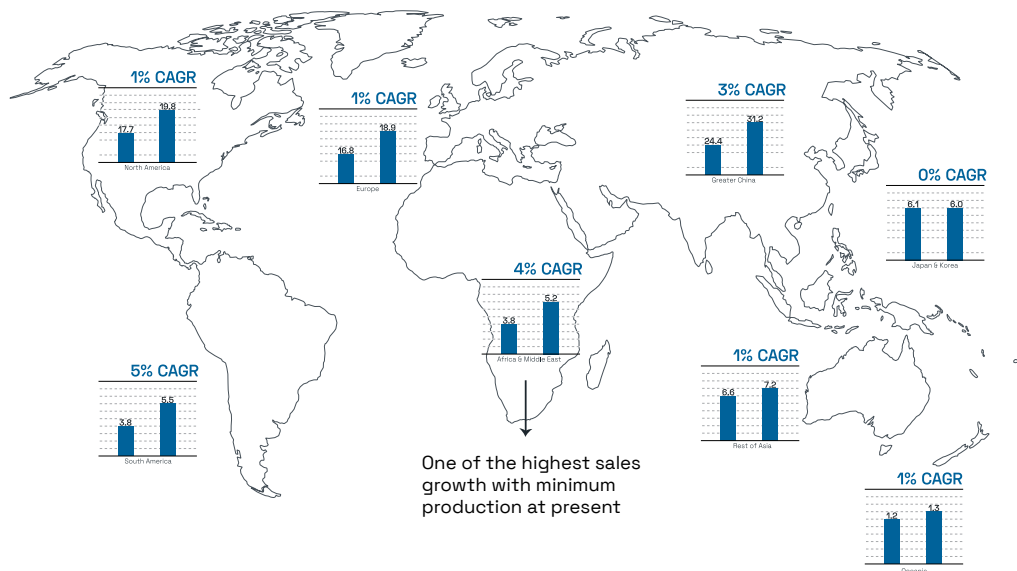 1% CAGR
17.7
19.8
North America
1% CAGR
16.8
18.9
Europe
3% CAGR
24.4
31.2
Greater China
0% CAGR
6.1
6.0
Japan & Korea
4% CAGR
3.8
5.2
Africa & Middle East
5% CAGR
3.8
5.5
South America
1% CAGR
6.6
7.2
Rest of Asia
One of the highest sales
growth with minimum
production at present
1% CAGR
1.2
1.3
Oceania